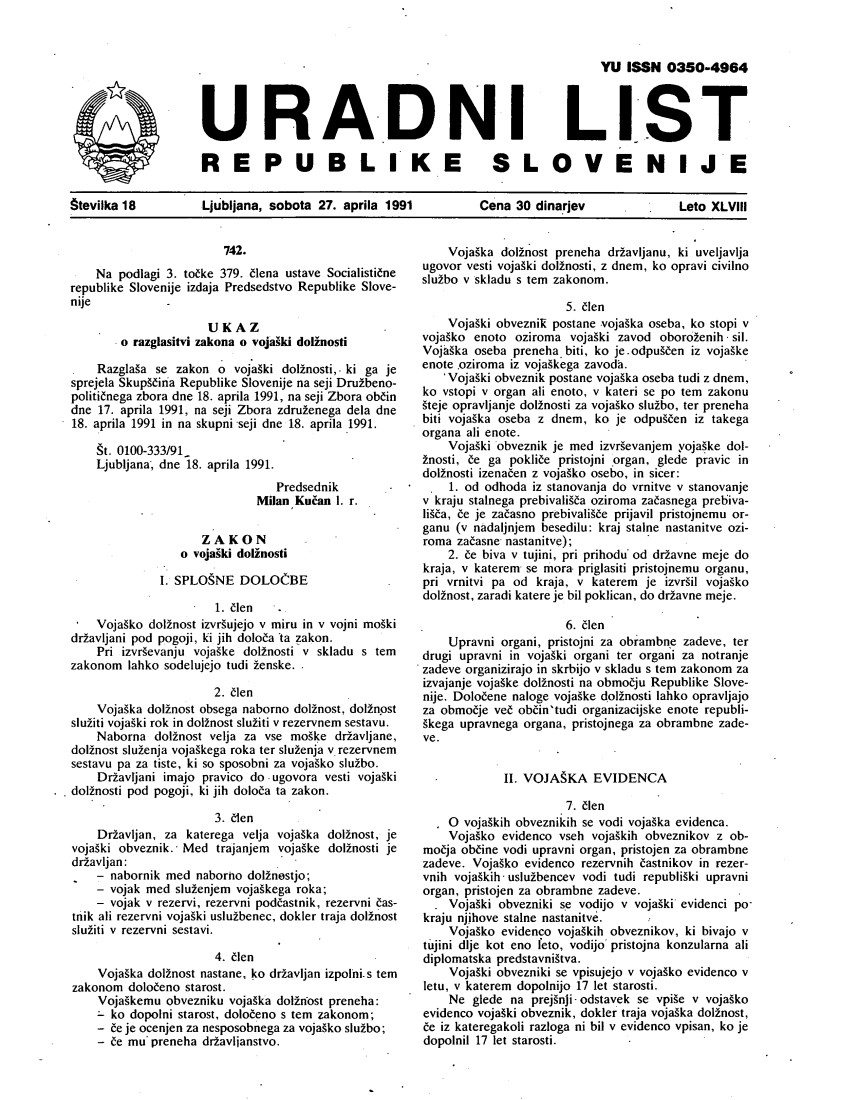 YU ISSN 0350-4964
URADNI LIST
REPUBLIKE SLOVENIJE
Številka 18 Ljubljana, sobota 27. aprila 1991 Cena 30 dinarjev Leto XLVIII
742.
Na podlagi 3. točke 379. člena ustave Socialistične
republike Slovenije izdaja Predsedstvo Republike Slove-
nije
UKAZ
o razglasitvi zakona o vojaški dolžnosti
Razglaša se zakon o vojaški dolžnosti, ki ga je
sprejela Skupščina Republike Slovenije na seji Družbeno-
političnega zbora dne 18. aprila 1991, na seji Zbora občin
dne 17. aprila 1991, na seji Zbora združenega dela dne
18. aprila 1991 in na skupni seji dne 18. aprila 1991.
Št. 0100-333/91
Ljubljana, dne 18. aprila 1991.
Predsednik
Milan Kučan l. r.
ZAKON
o vojaški dolžnosti
I. SPLOŠNE DOLOČBE
1. člen
Vojaško dolžnost izvršujejo v miru in v vojni moški
državljani pod pogoji, ki jih določa ta zakon.
Pri izvrševanju vojaške dolžnosti v skladu s tem
zakonom lahko sodelujejo tudi ženske.
2. člen
Vojaška dolžnost obsega naborno dolžnost, dolžnost
služiti vojaški rok in dolžnost služiti v rezervnem sestavu.
Naborna dolžnost velja za vse moške državljane,
dolžnost služenja vojaškega roka ter služenja v rezervnem
sestavu pa za tiste, ki so sposobni za vojaško službo.
Državljani imajo pravico do ugovora vesti vojaški
dolžnosti pod pogoji, ki jih določa ta zakon.
3. člen
Državljan, za katerega velja vojaška dolžnost, je
vojaški obveznik. Med trajanjem vojaške dolžnosti je
državljan:
– nabornik med naborno dolžnostjo;
– vojak med služenjem vojaškega roka;
– vojak v rezervi, rezervni podčastnik, rezervni čas-
tnik ali rezervni vojaški uslužbenec, dokler traja dolžnost
služiti v rezervni sestavi.
4. člen
Vojaška dolžnost nastane, ko državljan izpolni s tem
zakonom določeno starost.
Vojaškemu obvezniku vojaška dolžnost preneha:
– ko dopolni starost, določeno s tem zakonom;
– če je ocenjen za nesposobnega za vojaško službo;
– če mu preneha državljanstvo.
Vojaška dolžnost preneha državljanu, ki uveljavlja
ugovor vesti vojaški dolžnosti, z dnem, ko opravi civilno
službo v skladu s tem zakonom.
5. člen
Vojaški obveznik postane vojaška oseba, ko stopi v
vojaško enoto oziroma vojaški zavod oboroženih sil.
Vojaška oseba preneha biti, ko je odpuščen iz vojaške
enote oziroma iz vojaškega zavoda.
Vojaški obveznik postane vojaška oseba tudi z dnem,
ko vstopi v organ ali enoto, v kateri se po tem zakonu
šteje opravljanje dolžnosti za vojaško službo, ter preneha
biti vojaška oseba z dnem, ko je odpuščen iz takega
organa ali enote.
Vojaški obveznik je med izvrševanjem vojaške dol-
žnosti, če ga pokliče pristojni organ, glede pravic in
dolžnosti izenačen z vojaško osebo, in sicer:
1. od odhoda iz stanovanja do vrnitve v stanovanje
v kraju stalnega prebivališča oziroma začasnega prebiva-
lišča, če je začasno prebivališče prijavil pristojnemu or-
ganu (v nadaljnjem besedilu: kraj stalne nastanitve ozi-
roma začasne nastanitve);
2. če biva v tujini, pri prihodu od državne meje do
kraja, v katerem se mora priglasiti pristojnemu organu,
pri vrnitvi pa od kraja, v katerem je izvršil vojaško
dolžnost, zaradi katere je bil poklican, do državne meje.
6. člen
Upravni organi, pristojni za obrambne zadeve, ter
drugi upravni in vojaški organi ter organi za notranje
zadeve organizirajo in skrbijo v skladu s tem zakonom za
izvajanje vojaške dolžnosti na območju Republike Slove-
nije. Določene naloge vojaške dolžnosti lahko opravljajo
za območje več občin tudi organizacijske enote republi-
škega upravnega organa, pristojnega za obrambne zade-
ve.
II. VOJAŠKA EVIDENCA
7. člen
O vojaških obveznikih se vodi vojaška evidenca.
Vojaško evidenco vseh vojaških obveznikov z ob-
močja občine vodi upravni organ, pristojen za obrambne
zadeve. Vojaško evidenco rezervnih častnikov in rezer-
vnih vojaških uslužbencev vodi tudi republiški upravni
organ, pristojen za obrambne zadeve.
Vojaški obvezniki se vodijo v vojaški evidenci po
kraju njihove stalne nastanitve.
Vojaško evidenco vojaških obveznikov, ki bivajo v
tujini dlje kot eno leto, vodijo pristojna konzularna ali
diplomatska predstavništva.
Vojaški obvezniki se vpisujejo v vojaško evidenco v
letu, v katerem dopolnijo 17 let starosti.
Ne glede na prejšnji odstavek se vpiše v vojaško
evidenco vojaški obveznik, dokler traja vojaška dolžnost,
če iz kateregakoli razloga ni bil v evidenco vpisan, ko je
dopolnil 17 let starosti.